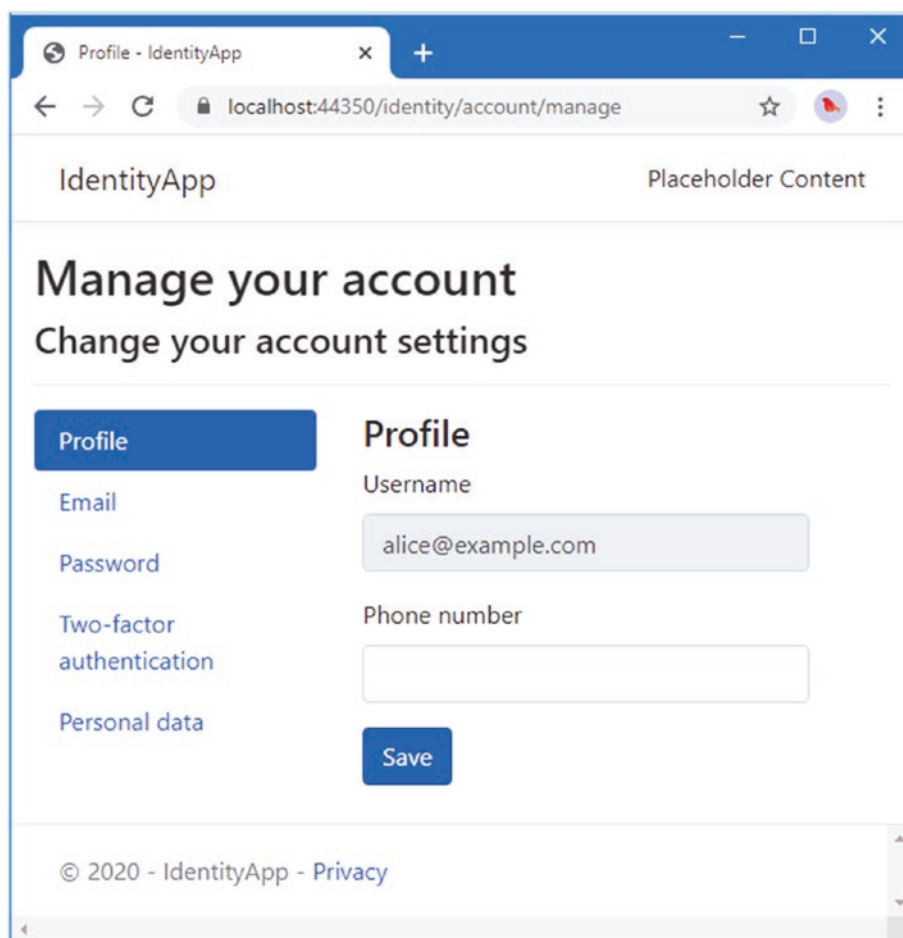 Profile - IdentityApp
localhost:44350/identity/account/manage
IdentityApp
Placeholder Content
Manage your account
Change your account settings
Profile
Email
Password
Two-factor
authentication
Personal data
Profile
Username
alice@example.com
Phone number
Save
© 2020 - IdentityApp - Privacy